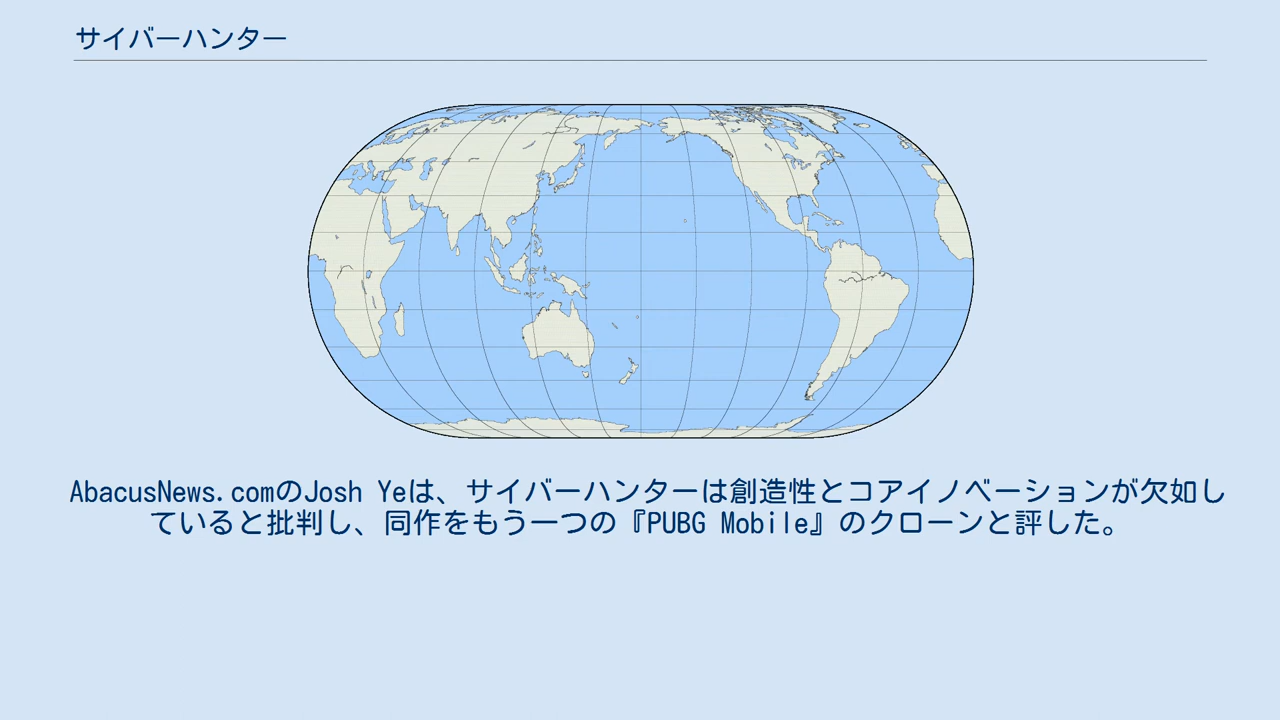 サイバーハンター
AbacusNews.comのJosh Yeは、サイバーハンターは創造性とコアイノベーションが欠如し
ていると批判し、同作をもう一つの『PUBG Mobile』のクローンと評した。